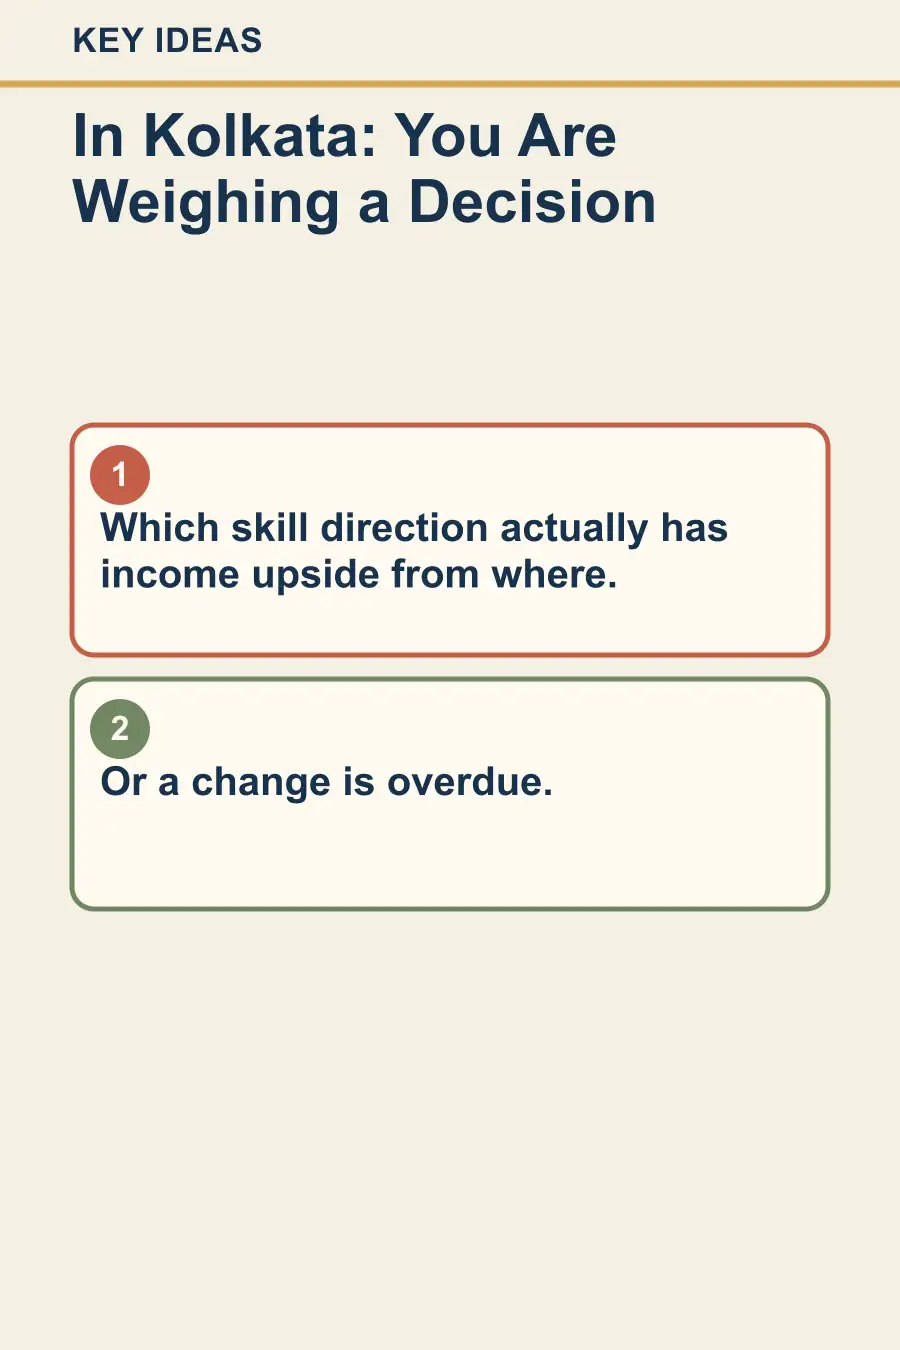 KEY IDEAS
In Kolkata: You Are
Weighing a Decision
1
Which skill direction actually has
income upside from where.
2
Or a change is overdue.